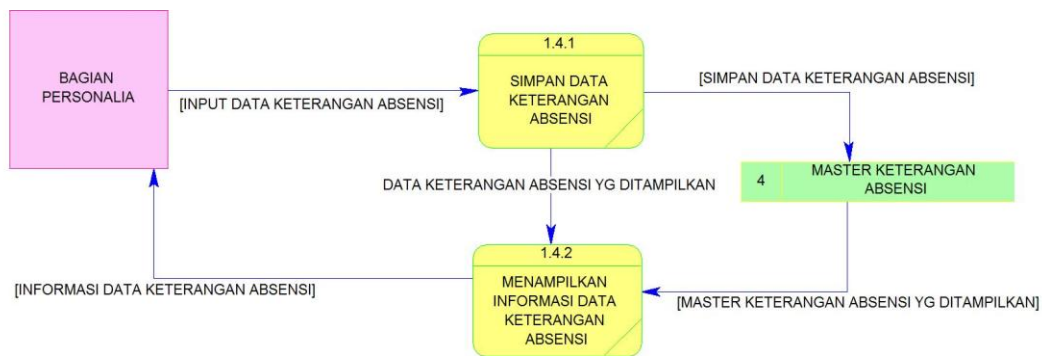 BAGIAN
PERSONALIA
[INPUT DATA KETERANGAN ABSENSI]
1.4.1
SIMPAN DATA
KETERANGAN
ABSENSI
[SIMPAN DATA KETERANGAN ABSENSI]
DATA KETERANGAN ABSENSI YG DITAMPILKAN
4
MASTER KETERANGAN
ABSENSI
1.4.2
MENAMPILKAN
INFORMASI DATA
KETERANGAN
ABSENSI
[INFORMASI DATA KETERANGAN ABSENSI]
[MASTER KETERANGAN ABSENSI YG DITAMPILKAN]